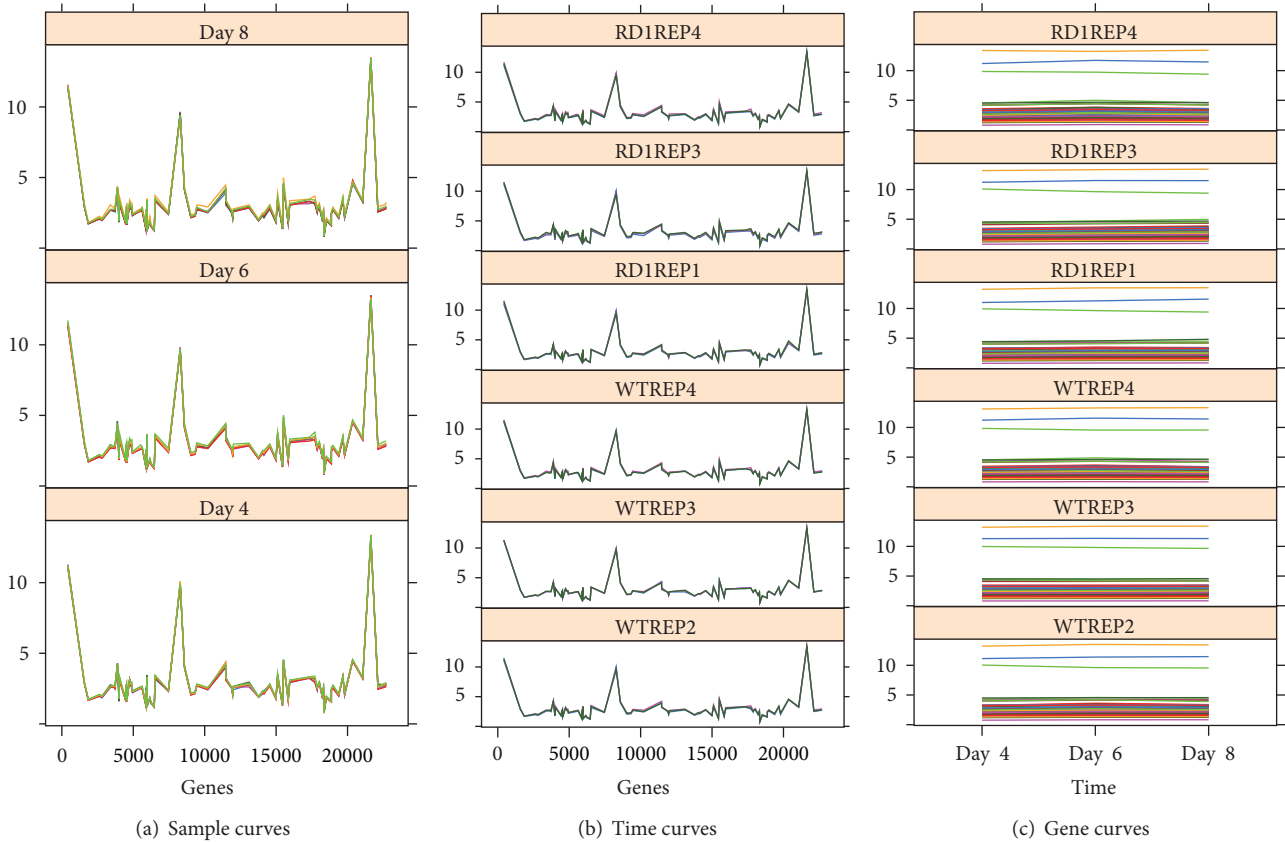 Day 8
10
5
Day 6
10
5
Day 4
10
5
0 5000 10000 15000 20000
Genes
(a) Sample curves
RD1REP4
10
5
RD1REP3
10
5
RD1REP1
10
5
WTREP4
10
5
WTREP3
10
5
WTREP2
10
5
0 5000 10000 15000 20000
Genes
(b) Time curves
RD1REP4
10
5
RD1REP3
10
5
RD1REP1
10
5
WTREP4
10
5
WTREP3
10
5
WTREP2
10
5
Day 4 Day 6 Day 8
Time
(c) Gene curves